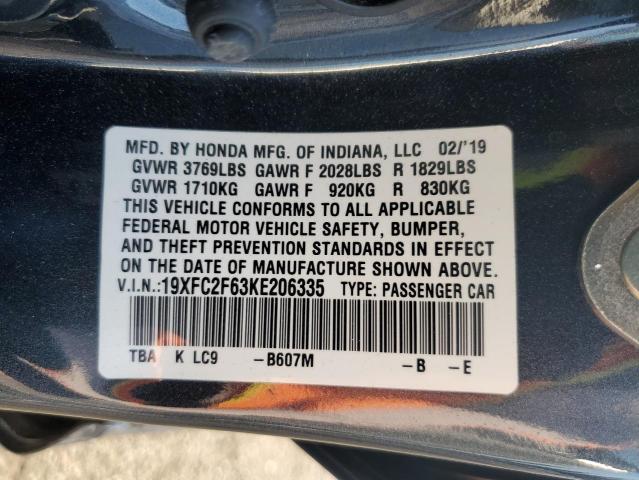 MFD. BY HONDA MFG. OF INDIANA, LLC 02/'19
GVWR 3769LBS GAWR F 2028LBS R 1829LBS
GVWR 1710KG GAWR F 920KG R 830KG
THIS VEHICLE CONFORMS TO ALL APPLICABLE
FEDERAL MOTOR VEHICLE SAFETY, BUMPER,
AND THEFT PREVENTION STANDARDS IN EFFECT
ON THE DATE OF MANUFACTURE SHOWN ABOVE.
V.I.N.:19XFC2F63KE206335 TYPE: PASSENGER CAR
TBA K LC9 -B607M -B -E